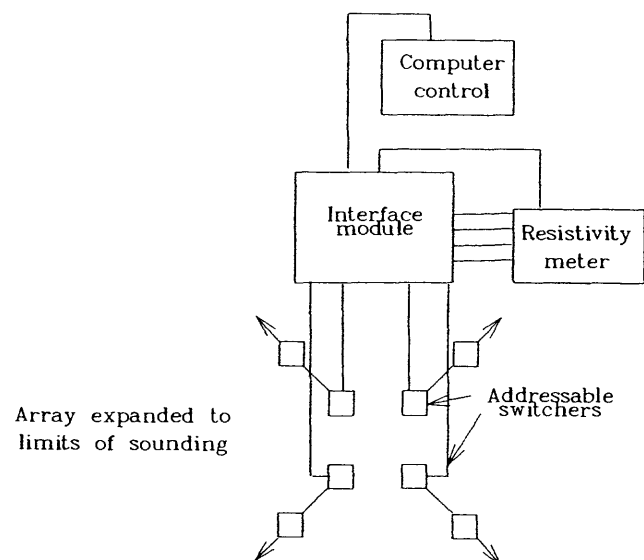 Computer
control
Interface
module
Resistivity
meter
Addressable
switchers
Array expanded to
limits of sounding